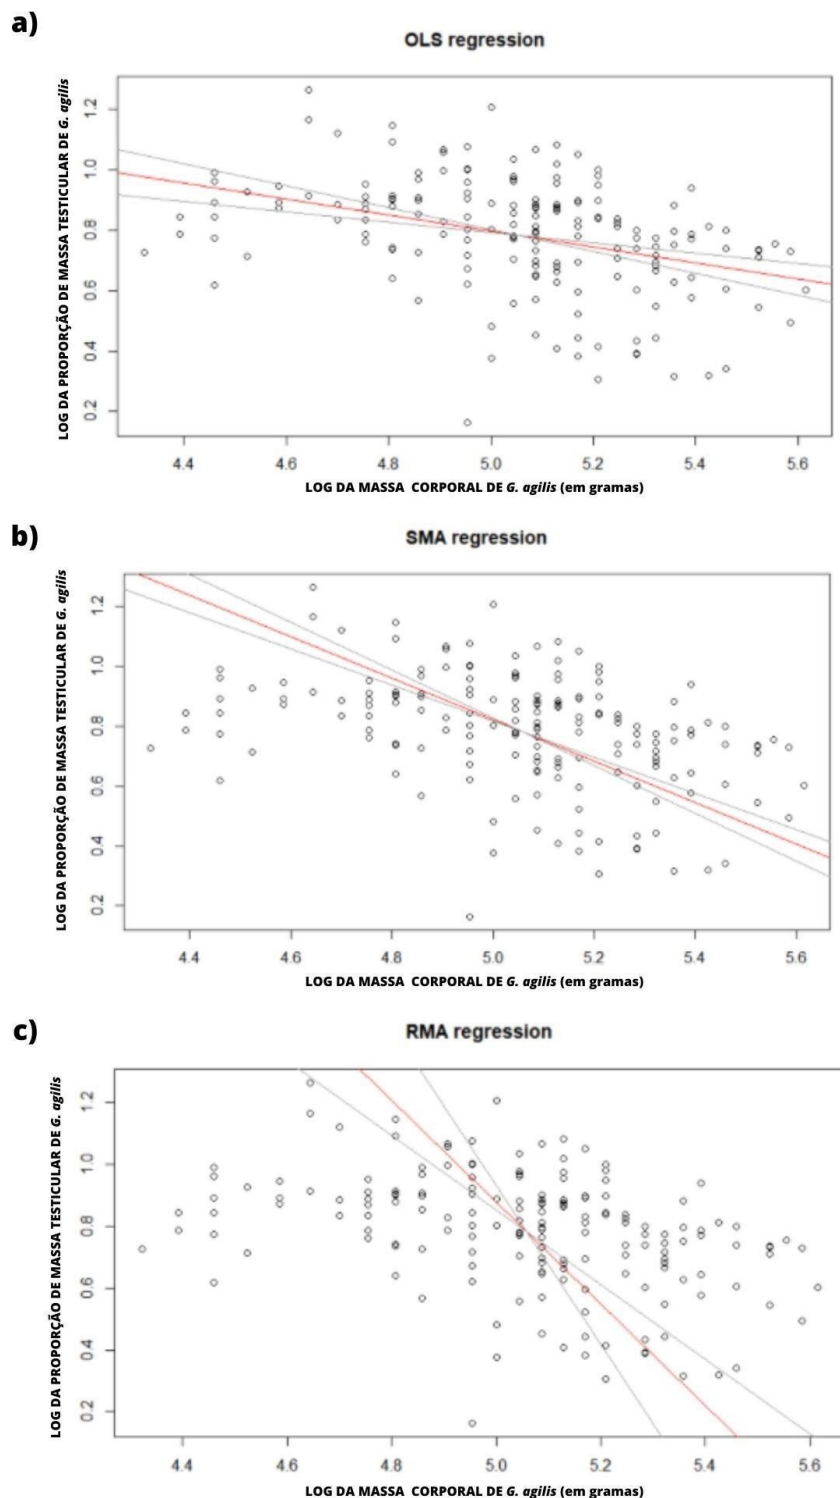 a)
OLS regression
LOG DA PROPORÇÃO DE MASSA TESTICULAR DE G. agilis
1.2
1.0
0.8
0.6
0.4
0.2
4.4 4.6 4.8 5.0 5.2 5.4 5.6
LOG DA MASSA CORPORAL DE G. agilis (em gramas)
b)
SMA regression
LOG DA PROPORÇÃO DE MASSA TESTICULAR DE G. agilis
1.2
1.0
0.8
0.6
0.4
0.2
4.4 4.6 4.8 5.0 5.2 5.4 5.6
LOG DA MASSA CORPORAL DE G. agilis (em gramas)
c)
RMA regression
LOG DA PROPORÇÃO DE MASSA TESTICULAR DE G. agilis
1.2
1.0
0.8
0.6
0.4
0.2
4.4 4.6 4.8 5.0 5.2 5.4 5.6
LOG DA MASSA CORPORAL DE G. agilis (em gramas)